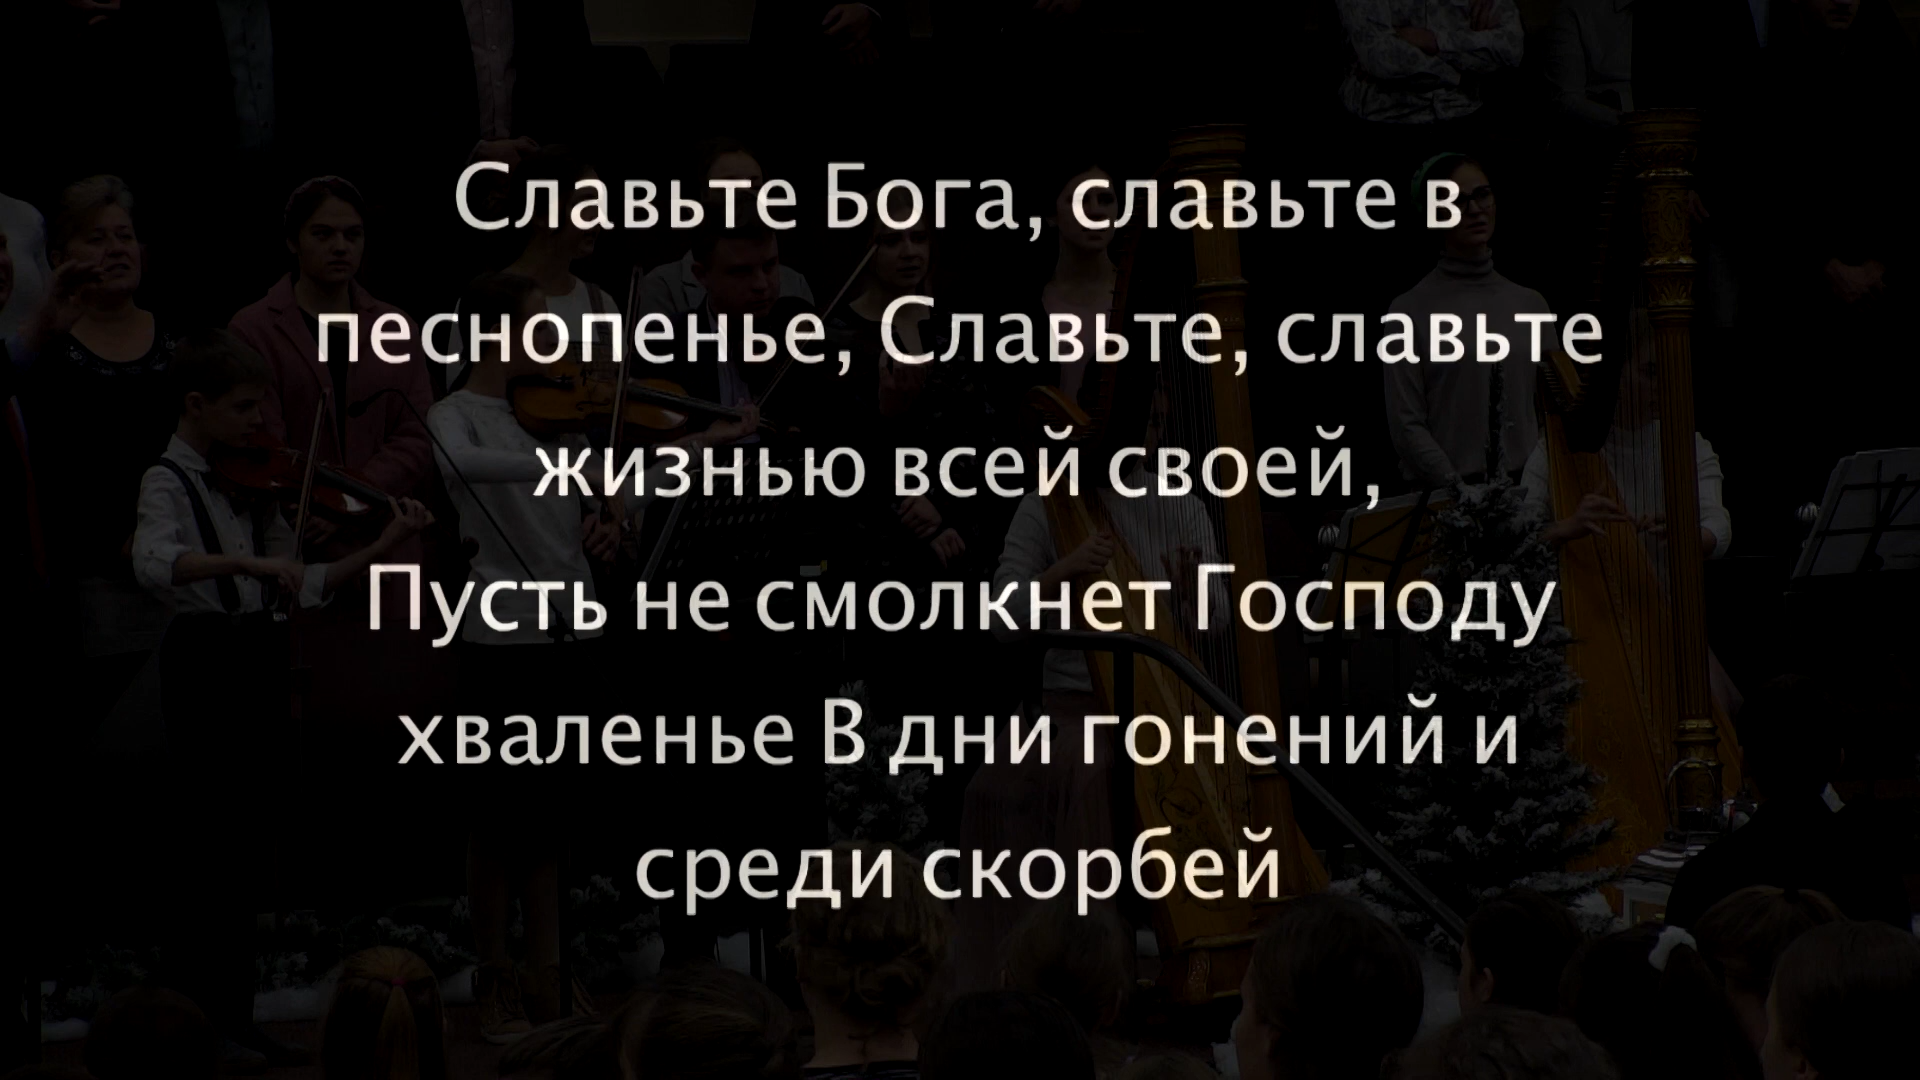 Славьте Бога, славьте в
песнопенье, Славьте, славьте
жизнью всей своей,
Пусть не смолкнет Господу
хваленье В дни гонений и
среди скорбей